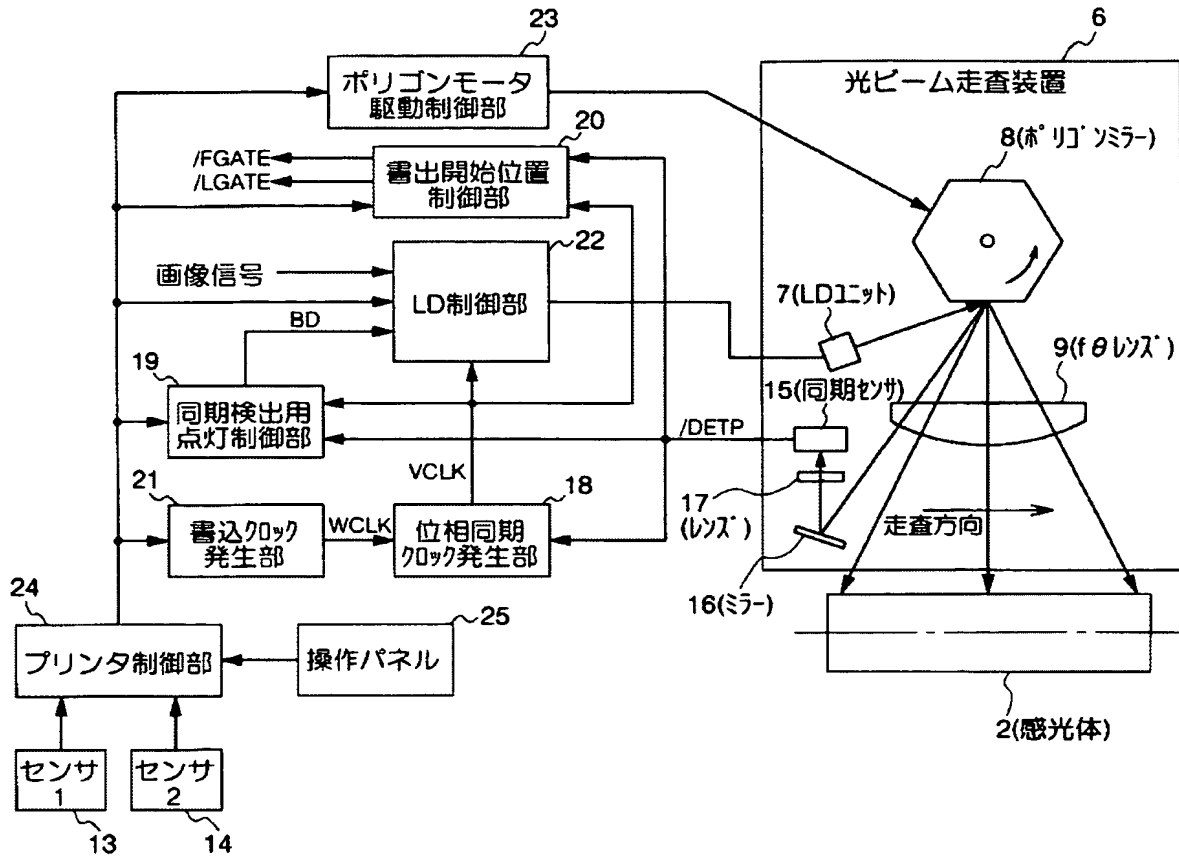 23
ポリゴンモータ
駆動制御部
6
光ビーム走査装置
8(ポリゴンミラー)
20
/FGATE
/LGATE
書出開始位置
制御部
22
画像信号
LD制御部
BD
7(LDユニット)
9(fθレンズ)
19
同期検出用
点灯制御部
15(同期センサ)
/DETP
VCLK
21
書込クロック
発生部
WCLK
18
位相同期
クロック発生部
17
(レンズ)
走査方向
16(ミラー)
24
プリンタ制御部
25
操作パネル
2(感光体)
センサ
1
センサ
2
13
14